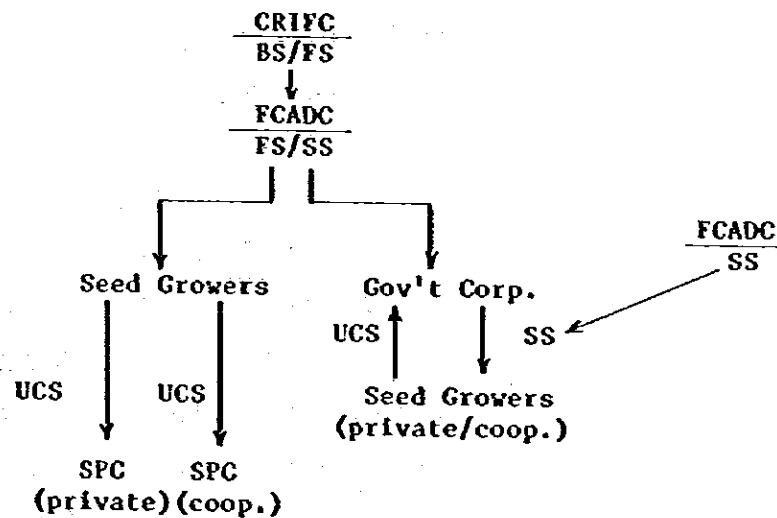 CRIFC
BS/FS
FCADC
FS/SS
FCADC
SS
Seed Growers
Gov't Corp.
UCS
SS
UCS
UCS
Seed Growers
(private/coop.)
SPC
SPC
(private)
(coop.)